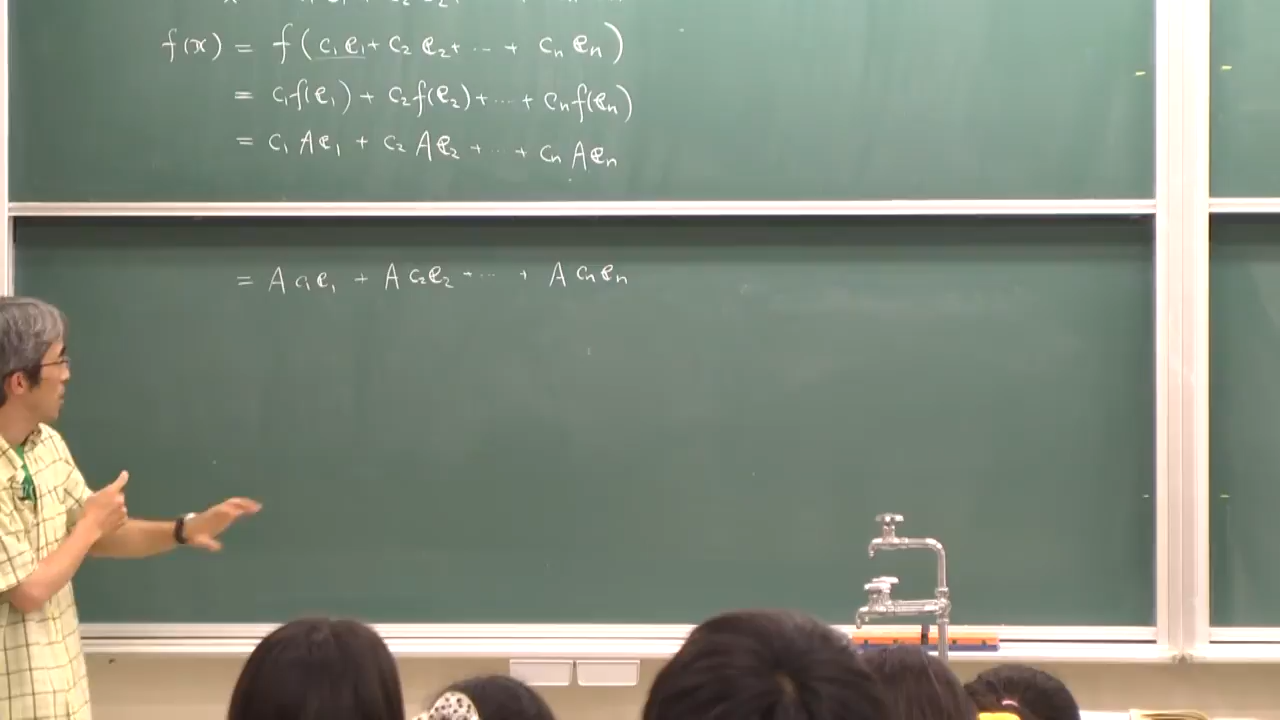 f(x) = f(c₁e₁+ c₂e₂+ ⋯ + cₙeₙ)
= c₁f(e₁) + c₂f(e₂)+⋯+ cₙf(eₙ)
= c₁Ae₁ + c₂Ae₂ + ⋯ + cₙAeₙ
= Ac₁e₁ + Ac₂e₂ + ⋯ + Acₙeₙ